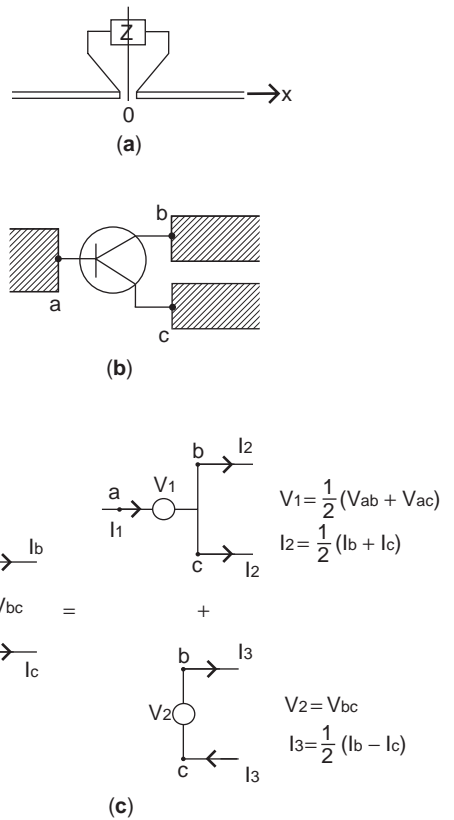 Z
x
0
(a)
b
a
c
(b)
b I2
a V1
I1
V1 = 1/2 (Vab + Vac)
I2 = 1/2 (Ib + Ic)
c I2
Ib
Vbc = +
Ic
b I3
V2
V2 = Vbc
I3 = 1/2 (Ib – Ic)
c I3
(c)